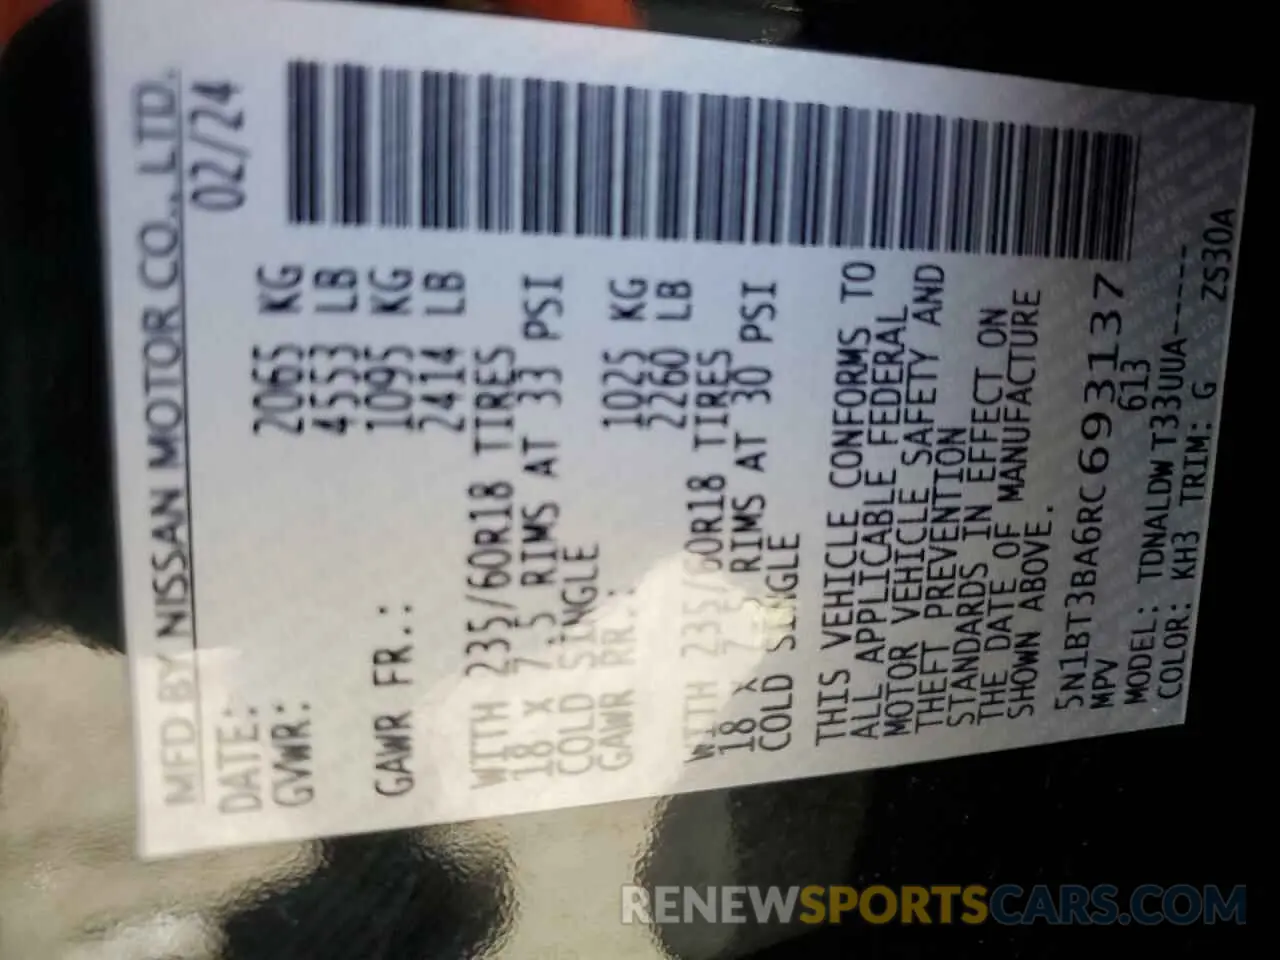 MFD BY NISSAN MOTOR CO., LTD.
DATE: 02/24
GVWR: 2065 KG
4553 LB
GAWR FR.: 1095 KG
2414 LB
WITH 235/60R18 TIRES
18 X 7.5 RIMS AT 33 PSI
COLD SINGLE
GAWR RR.: 1025 KG
2260 LB
WITH 235/60R18 TIRES
18 X 7.5 RIMS AT 30 PSI
COLD SINGLE
THIS VEHICLE CONFORMS TO
ALL APPLICABLE FEDERAL
MOTOR VEHICLE SAFETY AND
THEFT PREVENTION
STANDARDS IN EFFECT ON
THE DATE OF MANUFACTURE
SHOWN ABOVE.
5N1BT3BA6RC693137
MPV 613
MODEL: TDNALDW T33UUA-----
COLOR: KH3 TRIM: G ZS30A
RENEWSPORTSCARS.COM